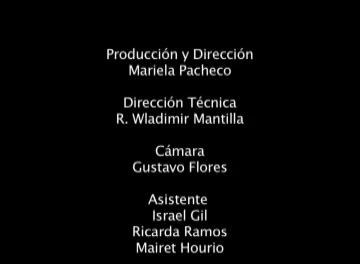 Producción y Dirección
Mariela Pacheco
Dirección Técnica
R. Wladimir Mantilla
Cámara
Gustavo Flores
Asistente
Israel Gil
Ricarda Ramos
Mairet Hourio